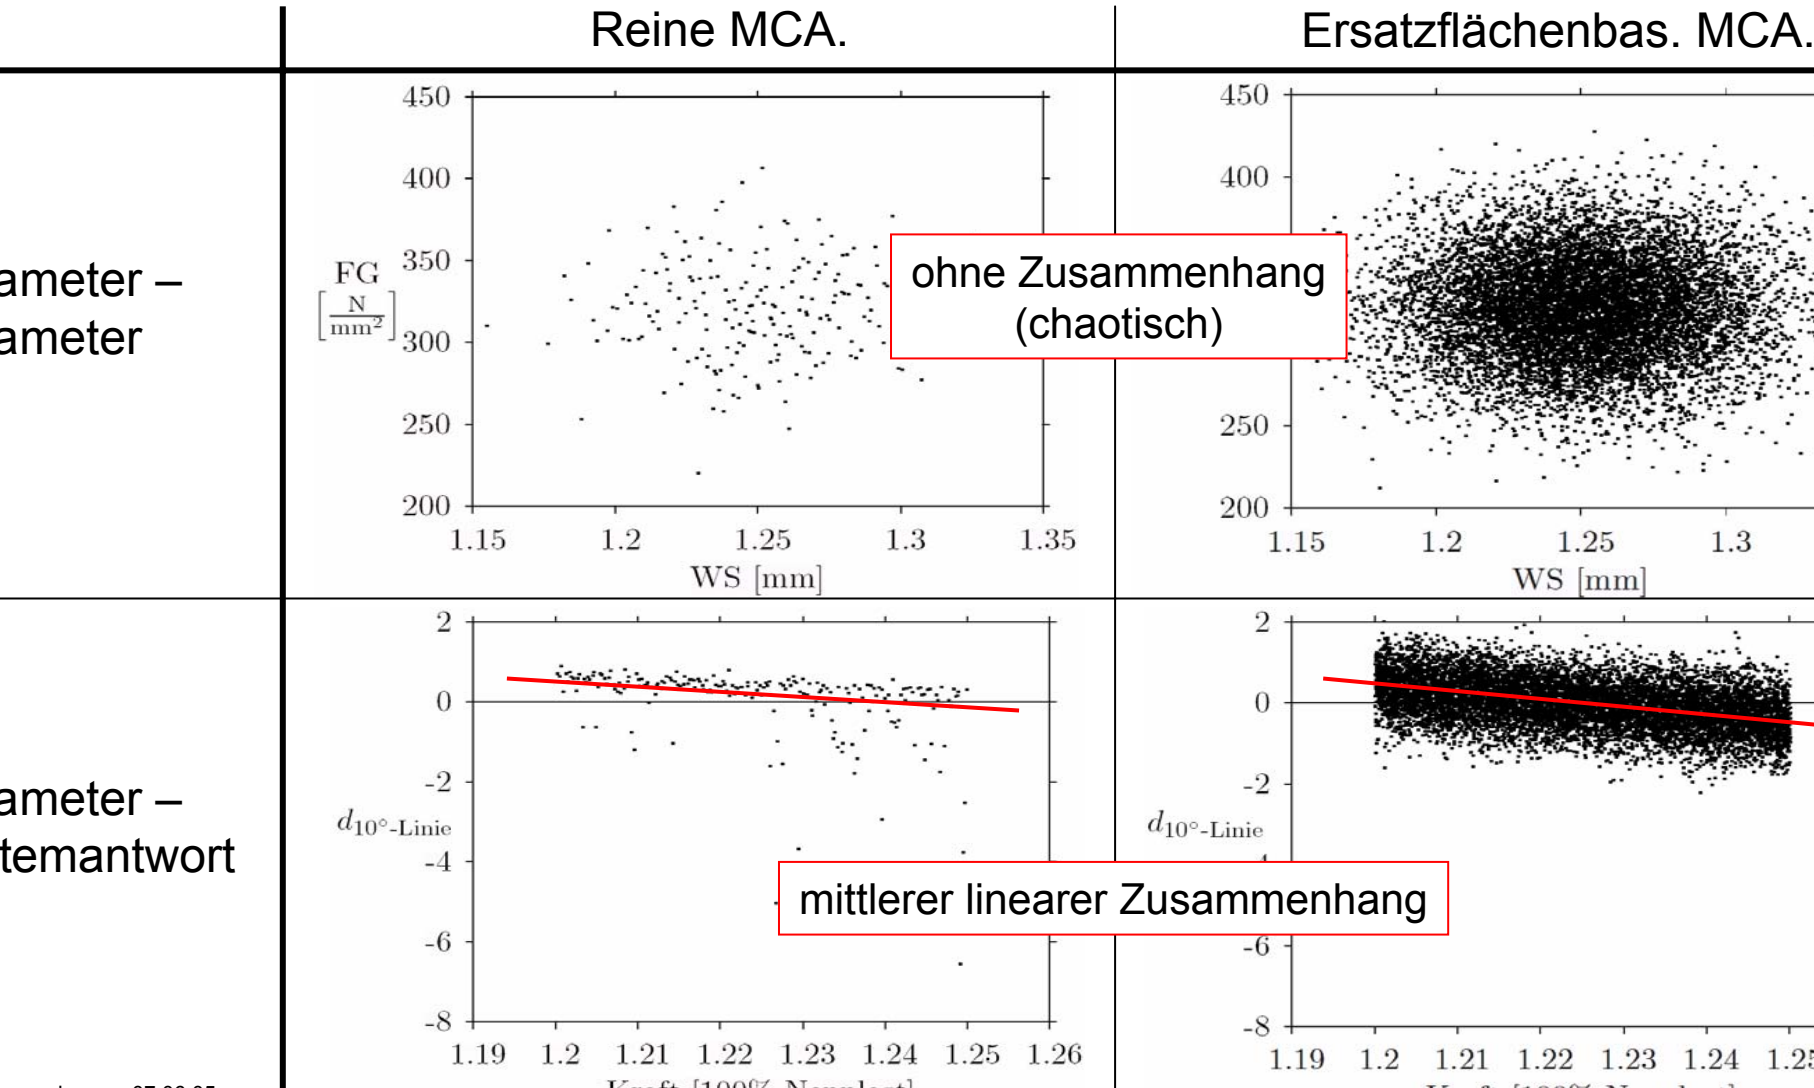 Reine MCA.
Ersatzflächenbas. MCA.
ameter –
ameter
450
400
350
300
250
200
FG
[N/mm²]
1.15 1.2 1.25 1.3 1.35
WS [mm]
450
400
250
200
1.15 1.2 1.25 1.3
WS [mm]
ohne Zusammenhang
(chaotisch)
ameter –
temantwort
2
0
-2
-4
-6
-8
d10°-Linie
1.19 1.2 1.21 1.22 1.23 1.24 1.25 1.26
2
0
-2
-6
-8
d10°-Linie
1.19 1.2 1.21 1.22 1.23 1.24
mittlerer linearer Zusammenhang